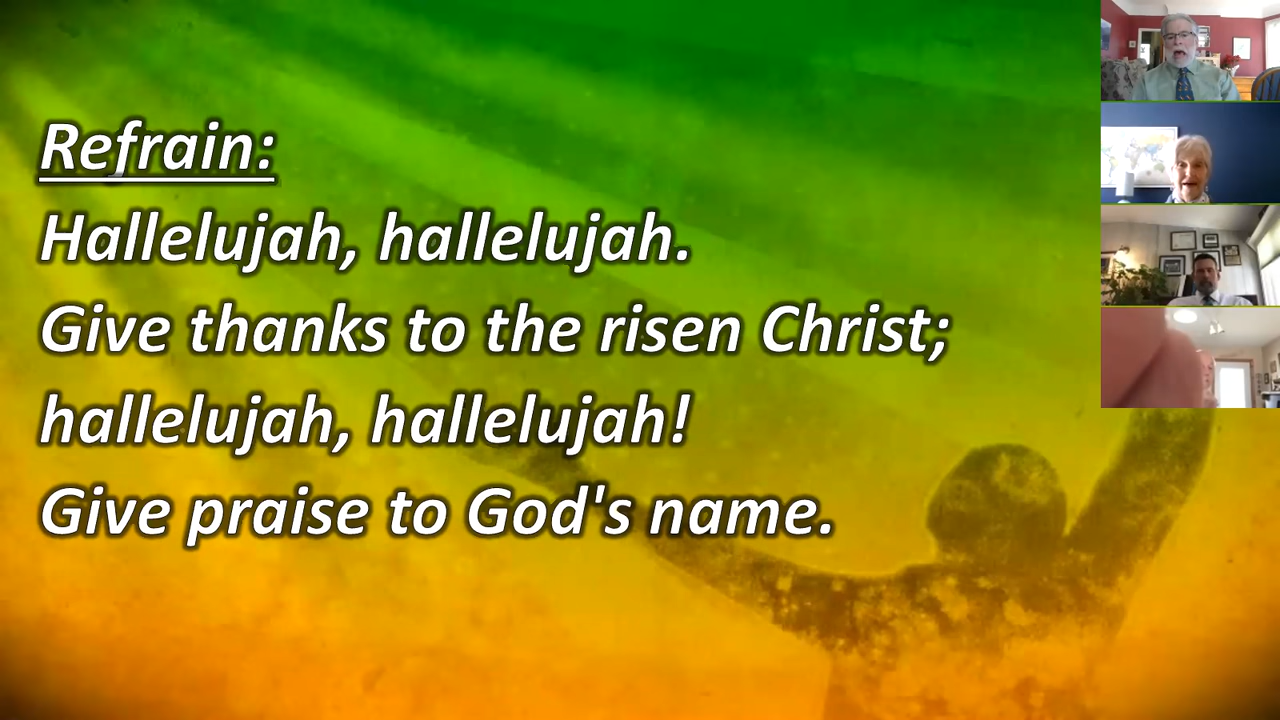 Refrain:
Hallelujah, hallelujah.
Give thanks to the risen Christ;
hallelujah, hallelujah!
Give praise to God's name.